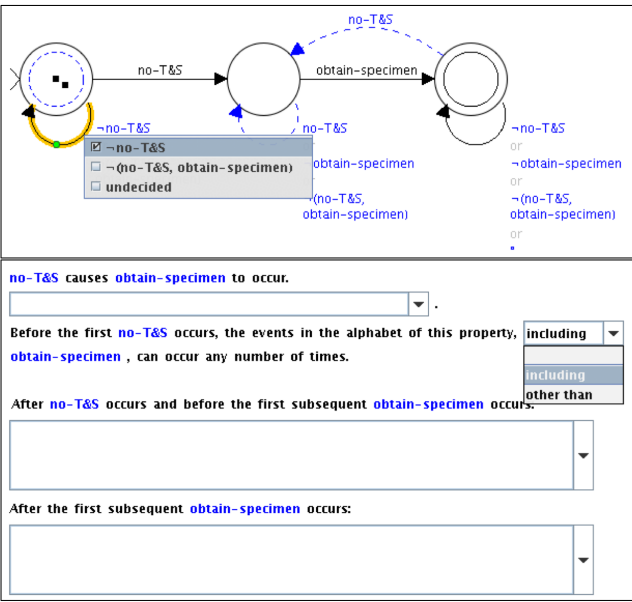 no-T&S
no-T&S
obtain-specimen
¬no-T&S
¬no-T&S
¬(no-T&S, obtain-specimen)
undecided
no-T&S
obtain-specimen
¬(no-T&S,
obtain-specimen)
¬no-T&S
or
¬obtain-specimen
or
¬(no-T&S,
obtain-specimen)
or
no-T&S causes obtain-specimen to occur.
.
Before the first no-T&S occurs, the events in the alphabet of this property, including
obtain-specimen , can occur any number of times.
including
other than
After no-T&S occurs and before the first subsequent obtain-specimen occurs:
After the first subsequent obtain-specimen occurs: